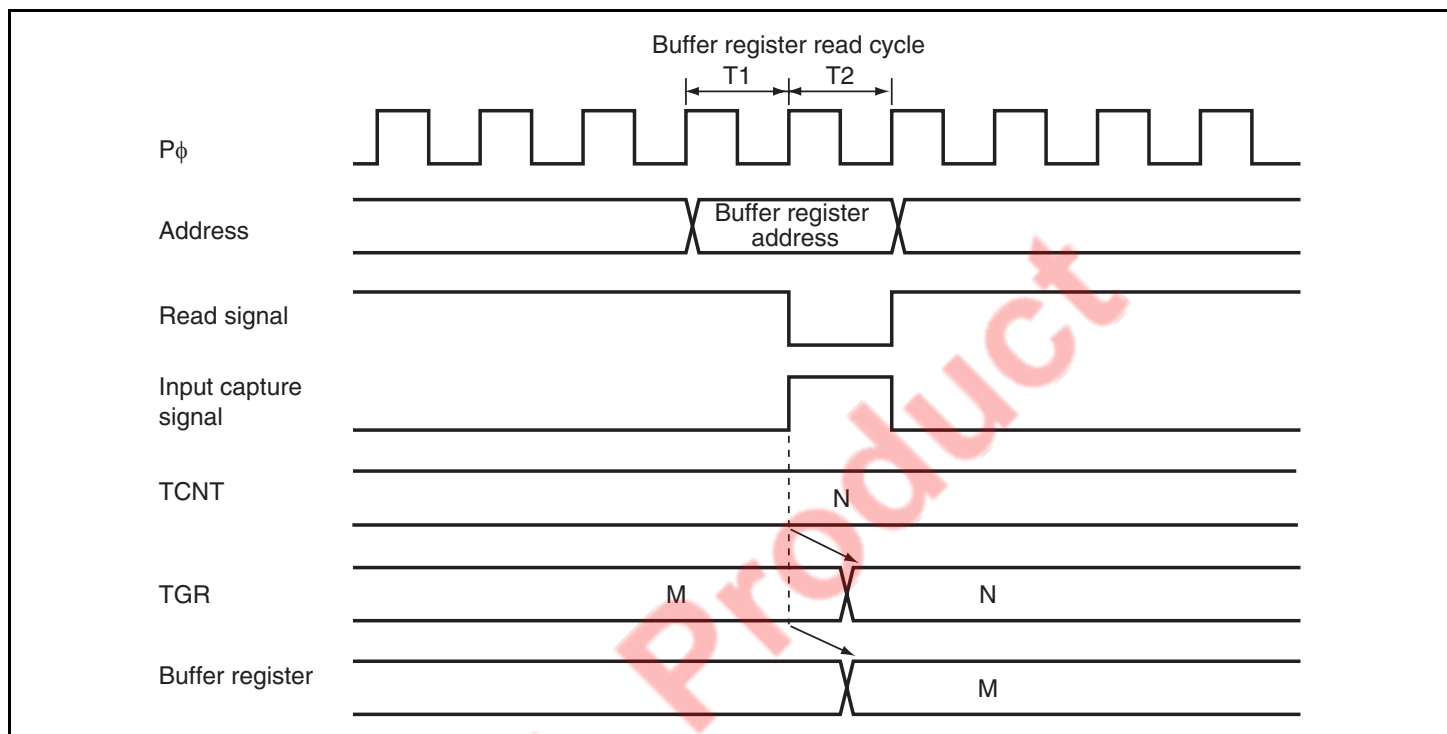 Buffer register read cycle
T1 T2
Pϕ
Address
Buffer register
address
Read signal
Input capture
signal
TCNT
N
TGR
M N
Buffer register
M
Product